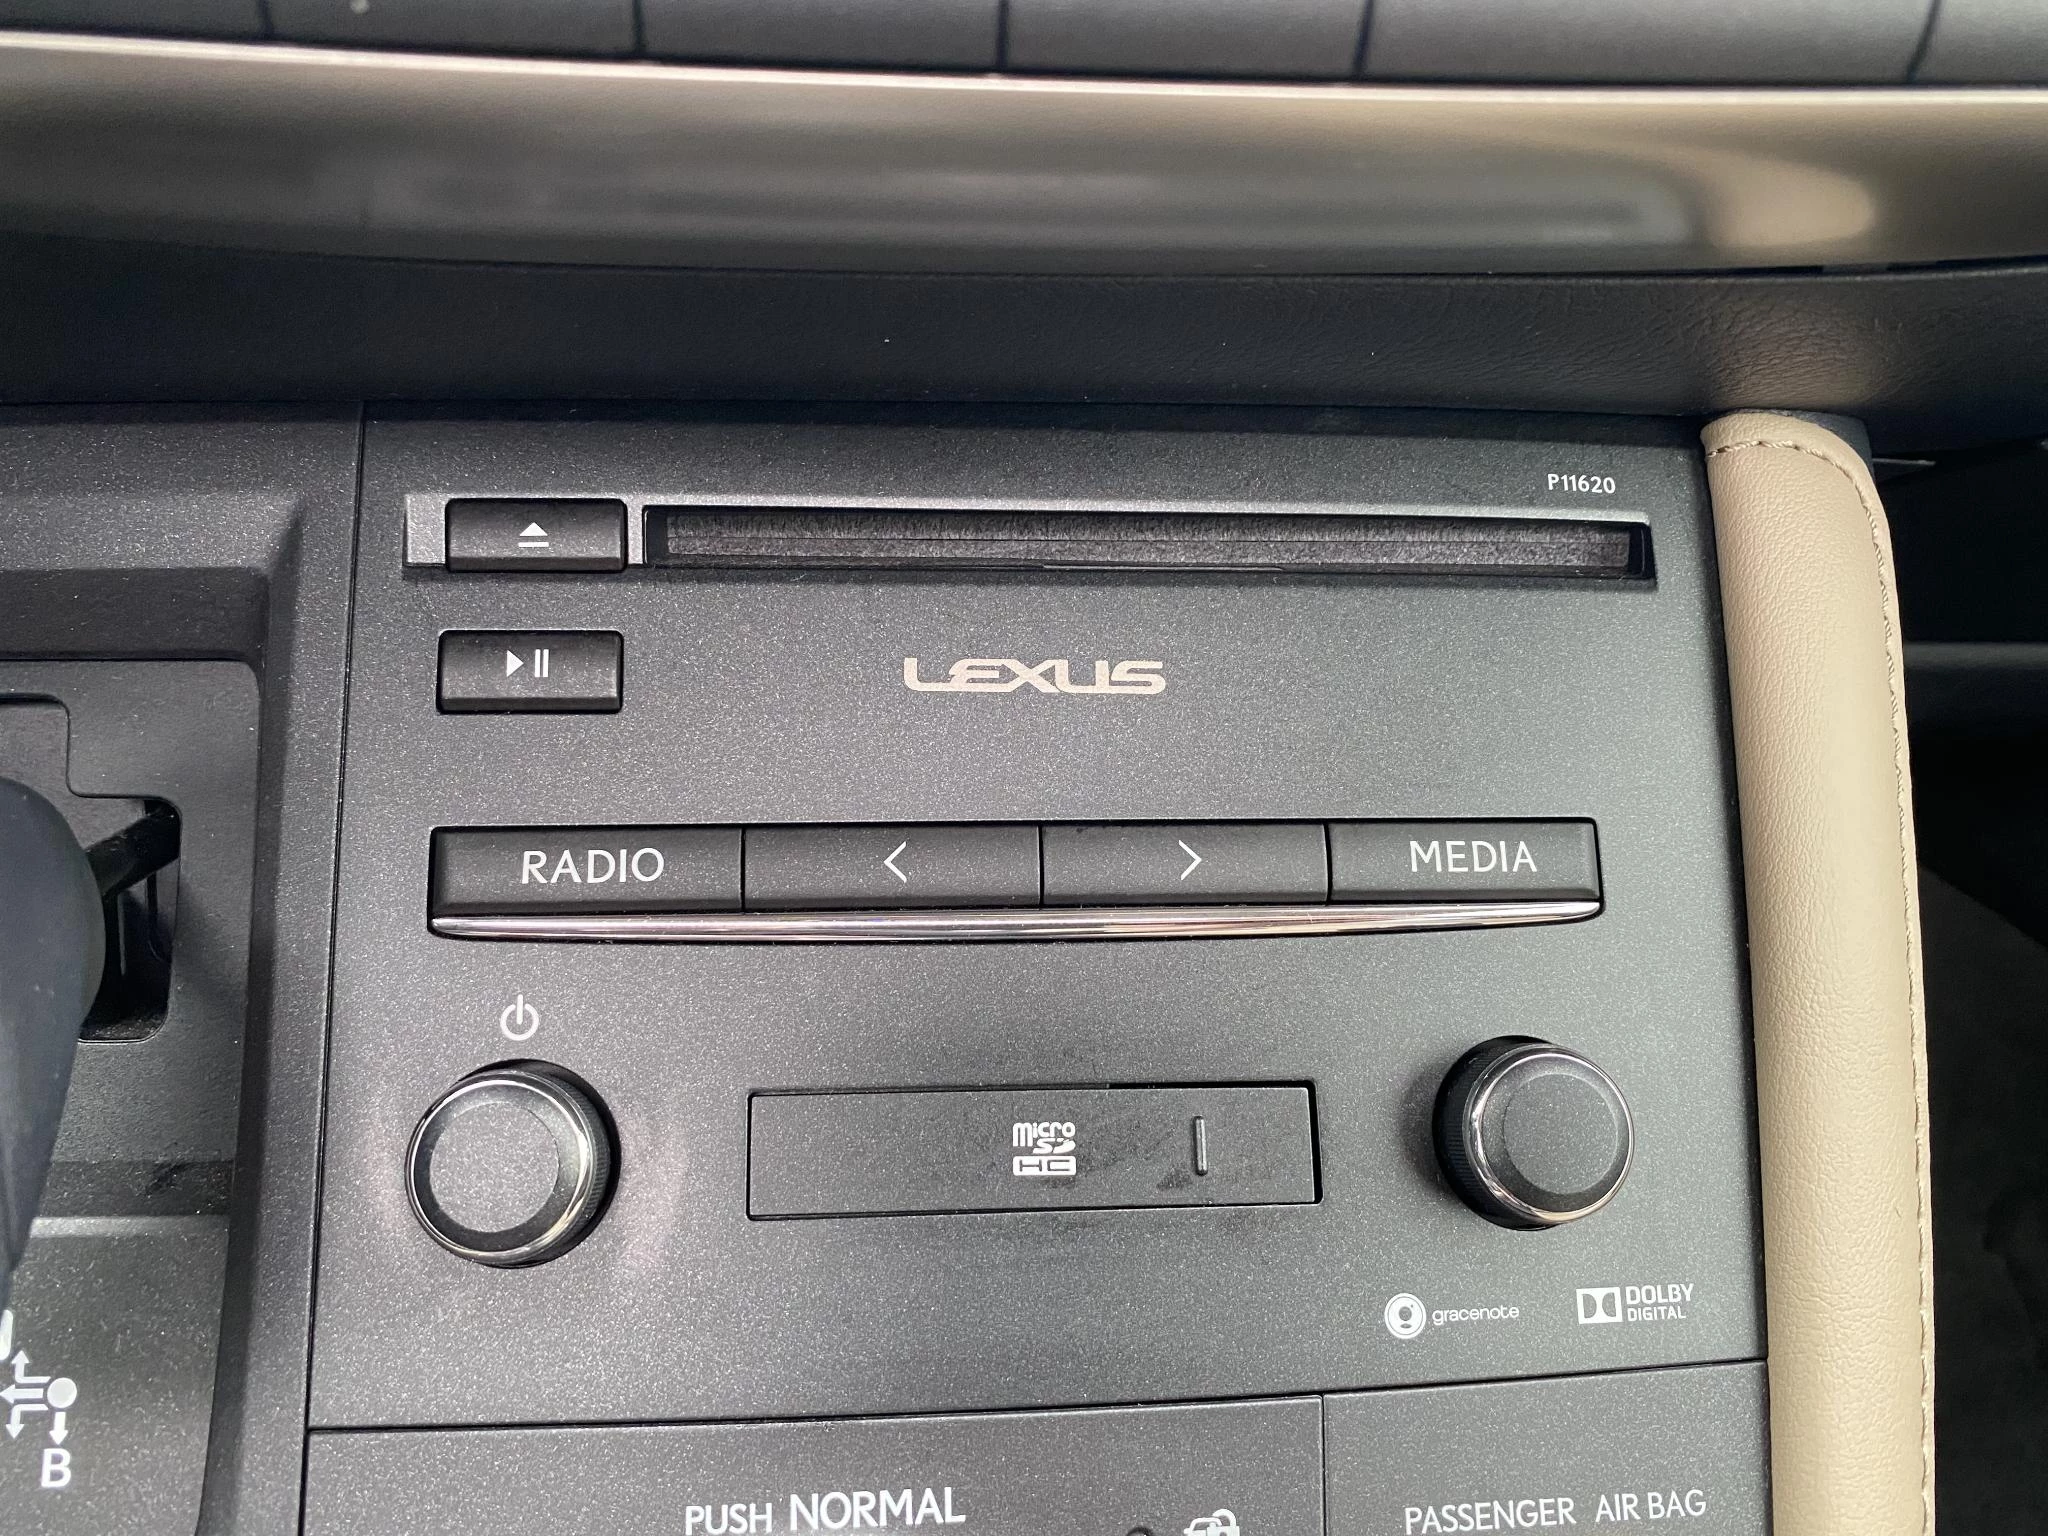 P11620
LEXUS
RADIO < > MEDIA
micro
SD
HC
gracenote
DOLBY
DIGITAL
B
PUSH NORMAL
PASSENGER AIR BAG